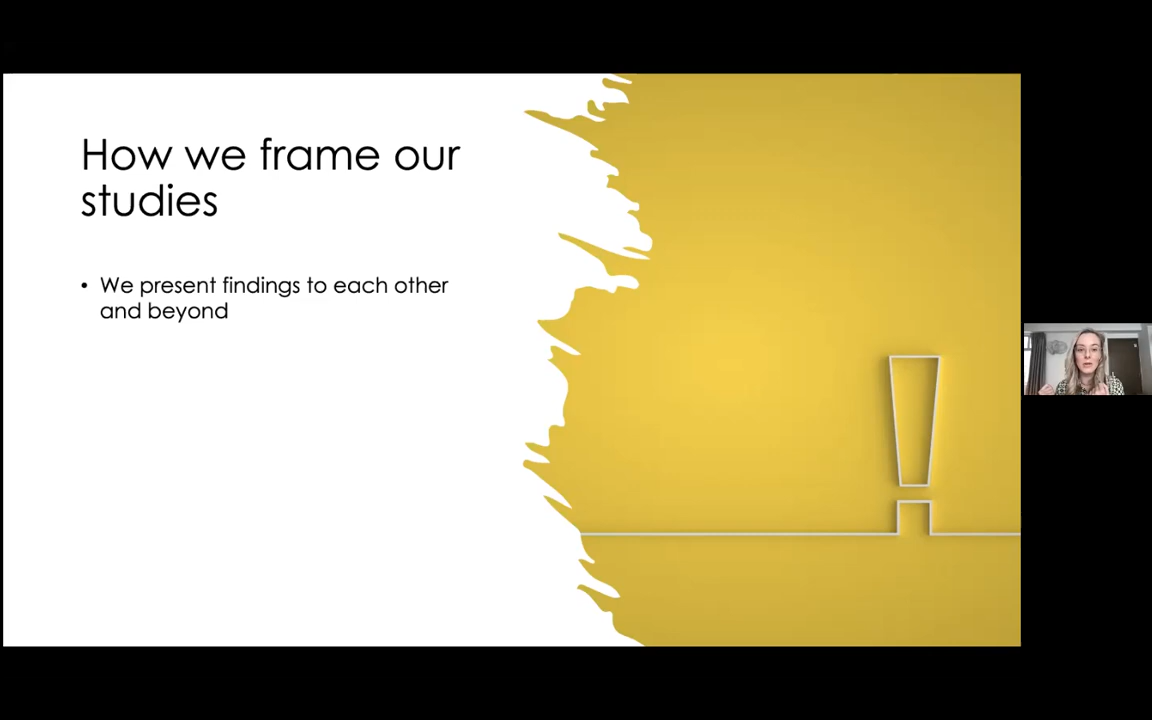 How we frame our
studies
• We present findings to each other
and beyond